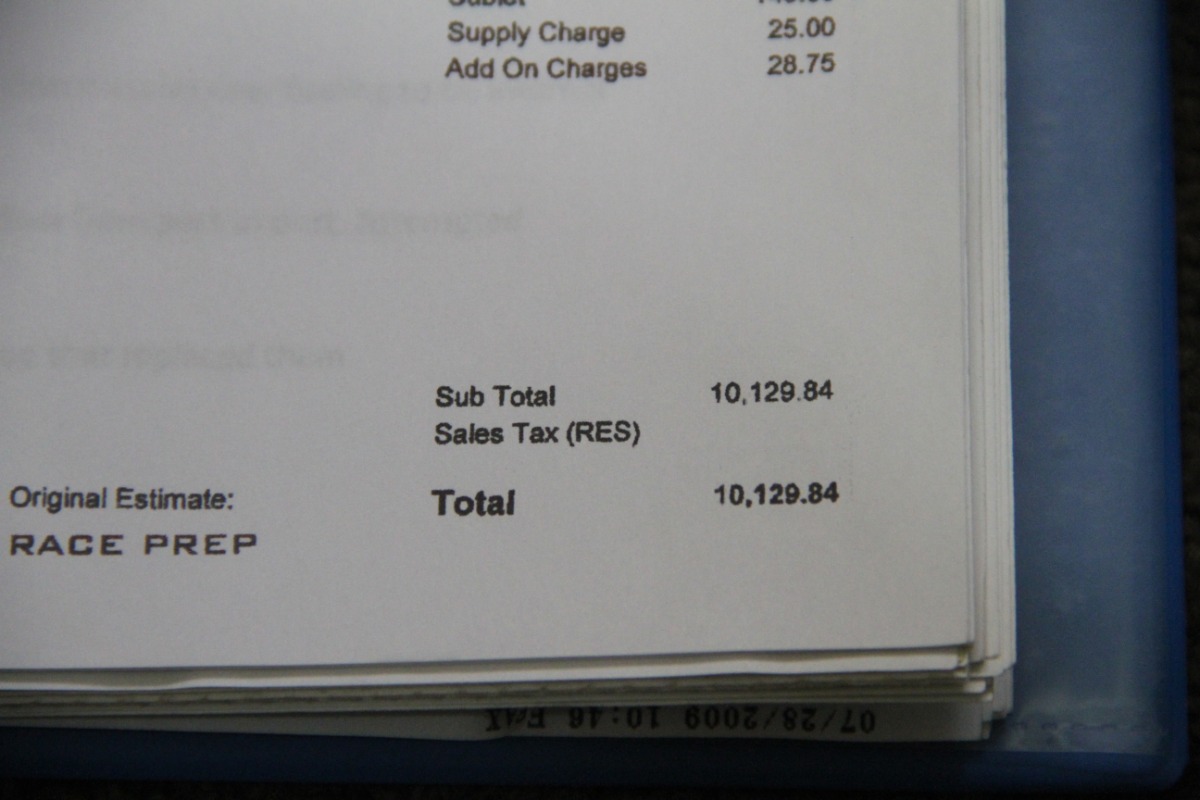 Sublet
Supply Charge 25.00
Add On Charges 28.75
Sub Total 10,129.84
Sales Tax (RES)
Original Estimate: Total 10,129.84
RACE PREP
07/28/2009 10:46 FAX